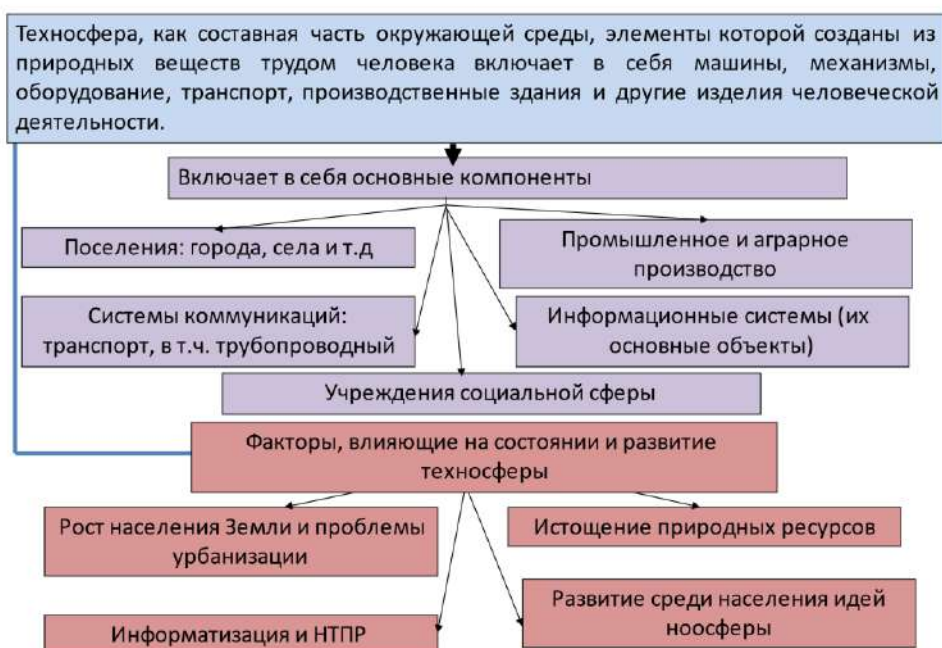 Техносфера, как составная часть окружающей среды, элементы которой созданы из
природных веществ трудом человека включает в себя машины, механизмы,
оборудование, транспорт, производственные здания и другие изделия человеческой
деятельности.
Включает в себя основные компоненты
Поселения: города, села и т.д
Промышленное и аграрное
производство
Системы коммуникаций:
транспорт, в т.ч. трубопроводный
Информационные системы (их
основные объекты)
Учреждения социальной сферы
Факторы, влияющие на состоянии и развитие
техносферы
Рост населения Земли и проблемы
урбанизации
Истощение природных ресурсов
Информатизация и НТПР
Развитие среди населения идей
ноосферы